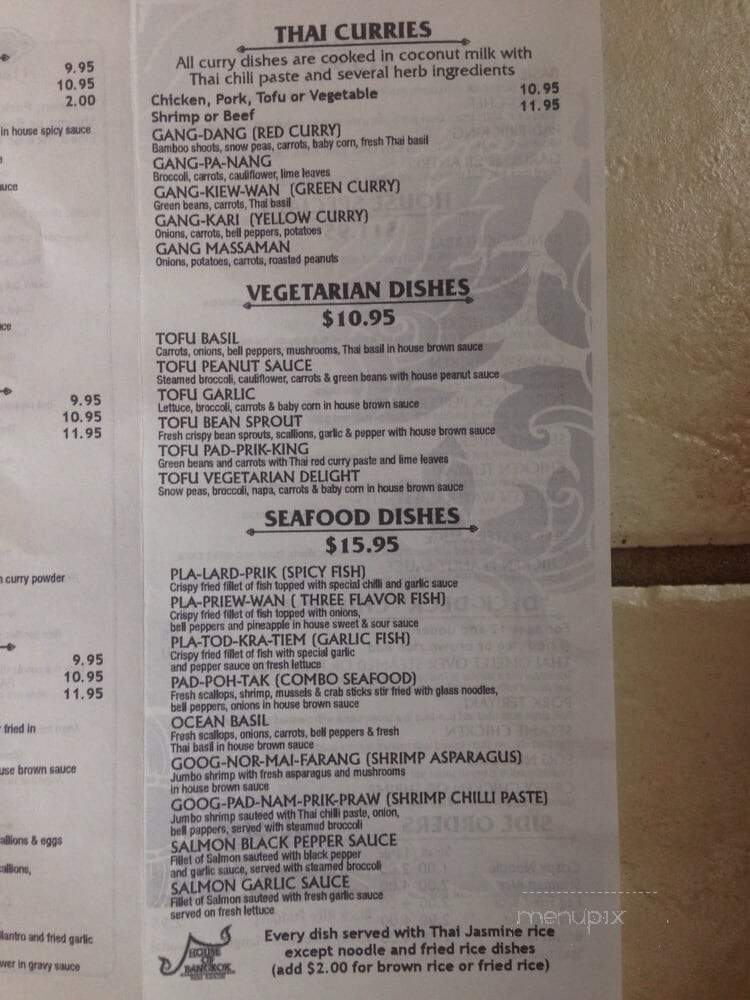 9.95
10.95
2.00
in house spicy sauce
9.95
10.95
11.95
curry powder
9.95
10.95
11.95
fried in
brown sauce
& eggs
and fried garlic
in gravy sauce
THAI CURRIES
All curry dishes are cooked in coconut milk with
Thai chili paste and several herb ingredients
Chicken, Pork, Tofu or Vegetable 10.95
Shrimp or Beef 11.95
GANG-DANG (RED CURRY)
Bamboo shoots, snow peas, carrots, baby corn, fresh Thai basil
GANG-PA-NANG
Broccoli, carrots, cauliflower, lime leaves
GANG-KIEW-WAN (GREEN CURRY)
Green beans, carrots, Thai basil
GANG-KARI (YELLOW CURRY)
Onions, carrots, bell peppers, potatoes
GANG MASSAMAN
Onions, potatoes, carrots, roasted peanuts
VEGETARIAN DISHES
$10.95
TOFU BASIL
Carrots, onions, bell peppers, mushrooms, Thai basil in house brown sauce
TOFU PEANUT SAUCE
Steamed broccoli, cauliflower, carrots & green beans with house peanut sauce
TOFU GARLIC
Lettuce, broccoli, carrots & baby corn in house brown sauce
TOFU BEAN SPROUT
Fresh crispy bean sprouts, scallions, garlic & pepper with house brown sauce
TOFU PAD-PRIK-KING
Green beans and carrots with Thai red curry paste and lime leaves
TOFU VEGETARIAN DELIGHT
Snow peas, broccoli, napa, carrots & baby corn in house brown sauce
SEAFOOD DISHES
$15.95
PLA-LARD-PRIK (SPICY FISH)
Crispy fried fillet of fish topped with special chilli and garlic sauce
PLA-PRIEW-WAN ( THREE FLAVOR FISH)
Crispy fried fillet of fish topped with onions,
bell peppers and pineapple in house sweet & sour sauce
PLA-TOD-KRA-TIEM (GARLIC FISH)
Crispy fried fillet of fish with special garlic
and pepper sauce on fresh lettuce
PAD-POH-TAK (COMBO SEAFOOD)
Fresh scallops, shrimp, mussels & crab sticks stir fried with glass noodles,
bell peppers, onions in house brown sauce
OCEAN BASIL
Fresh scallops, onions, carrots, bell peppers & fresh
Thai basil in house brown sauce
GOOG-NOR-MAI-FARANG (SHRIMP ASPARAGUS)
Jumbo shrimp with fresh asparagus and mushrooms
in house brown sauce
GOOG-PAD-NAM-PRIK-PRAW (SHRIMP CHILLI PASTE)
Jumbo shrimp sauteed with Thai chilli paste, onion,
bell pappers, served with steamed broccoli
SALMON BLACK PEPPER SAUCE
Fillet of Salmon sauteed with black pepper
and garlic sauce, served with steamed broccoli
SALMON GARLIC SAUCE
Fillet of Salmon sauteed with fresh garlic sauce
served on fresh lettuce
HOUSE
OF
BANGKOK
Every dish served with Thai Jasmine rice
except noodle and fried rice dishes
(add $2.00 for brown rice or fried rice)
menupix